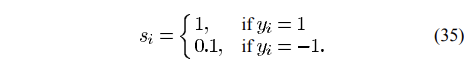 s_i = { 1, if y_i = 1
0.1, if y_i = −1. (35)